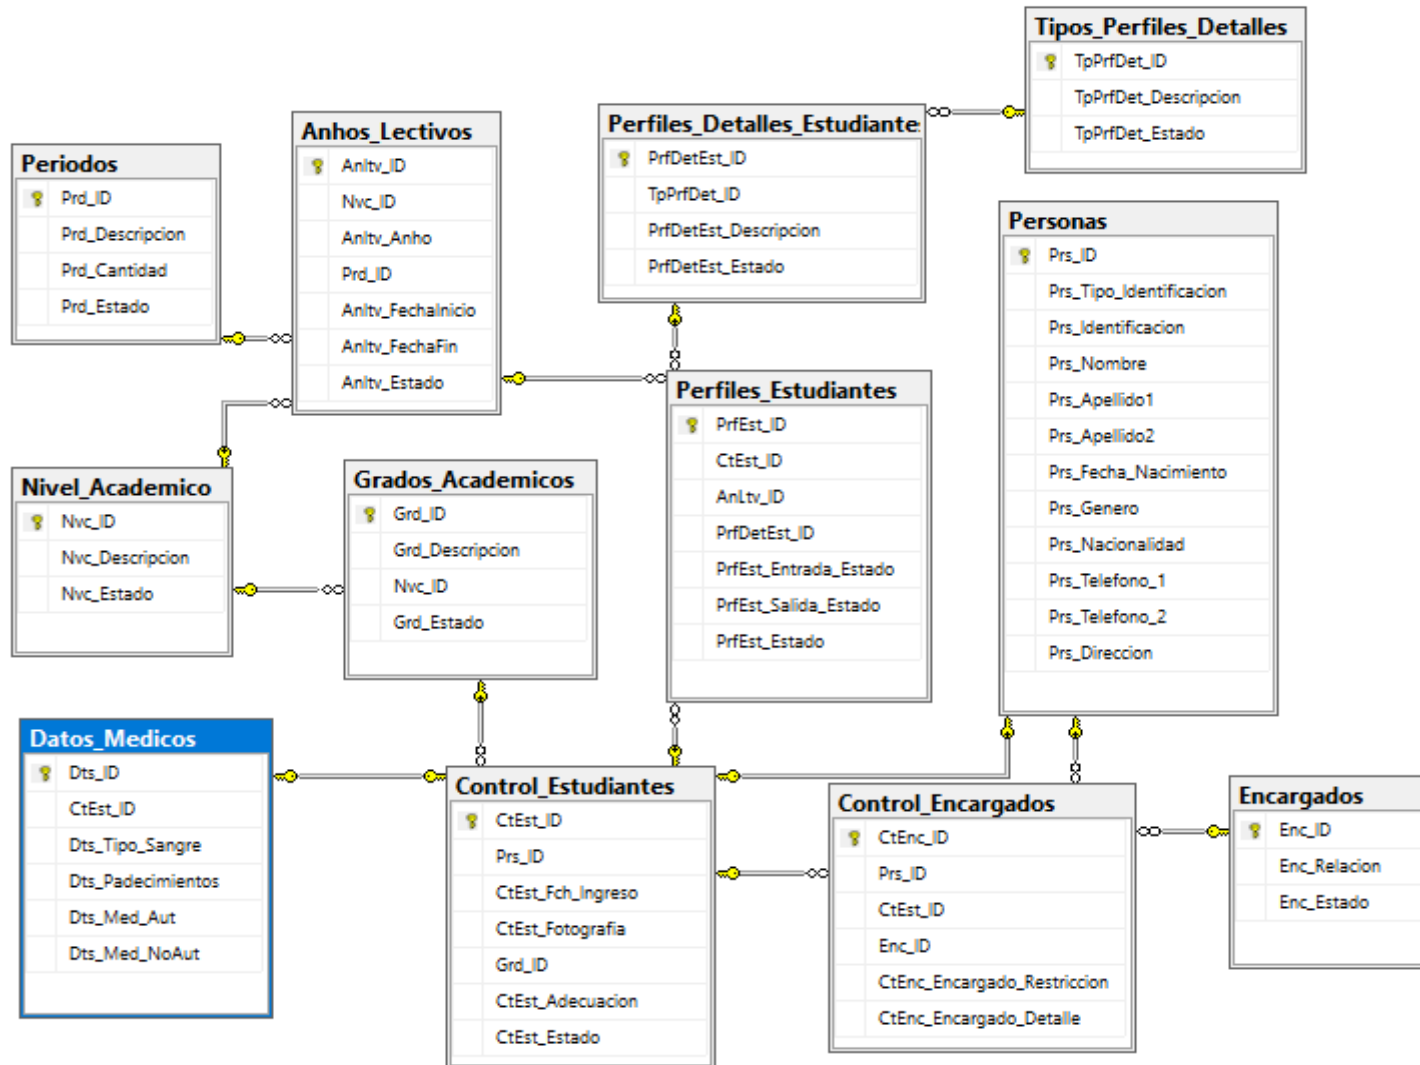 Tipos_Perfiles_Detalles
TpPrfDet_ID
TpPrfDet_Descripcion
TpPrfDet_Estado
Perfiles_Detalles_Estudiante
PrfDetEst_ID
TpPrfDet_ID
PrfDetEst_Descripcion
PrfDetEst_Estado
Anhos_Lectivos
Anltv_ID
Nvc_ID
Anltv_Anho
Prd_ID
Anltv_FechaInicio
Anltv_FechaFin
Anltv_Estado
Periodos
Prd_ID
Prd_Descripcion
Prd_Cantidad
Prd_Estado
Personas
Prs_ID
Prs_Tipo_Identificacion
Prs_Identificacion
Prs_Nombre
Prs_Apellido1
Prs_Apellido2
Prs_Fecha_Nacimiento
Prs_Genero
Prs_Nacionalidad
Prs_Telefono_1
Prs_Telefono_2
Prs_Direccion
Perfiles_Estudiantes
PrfEst_ID
CtEst_ID
AnLtv_ID
PrfDetEst_ID
PrfEst_Entrada_Estado
PrfEst_Salida_Estado
PrfEst_Estado
Nivel_Academico
Nvc_ID
Nvc_Descripcion
Nvc_Estado
Grados_Academicos
Grd_ID
Grd_Descripcion
Nvc_ID
Grd_Estado
Datos_Medicos
Dts_ID
CtEst_ID
Dts_Tipo_Sangre
Dts_Padecimientos
Dts_Med_Aut
Dts_Med_NoAut
Control_Estudiantes
CtEst_ID
Prs_ID
CtEst_Fch_Ingreso
CtEst_Fotografia
Grd_ID
CtEst_Adecuacion
CtEst_Estado
Control_Encargados
CtEnc_ID
Prs_ID
CtEst_ID
Enc_ID
CtEnc_Encargado_Restriccion
CtEnc_Encargado_Detalle
Encargados
Enc_ID
Enc_Relacion
Enc_Estado